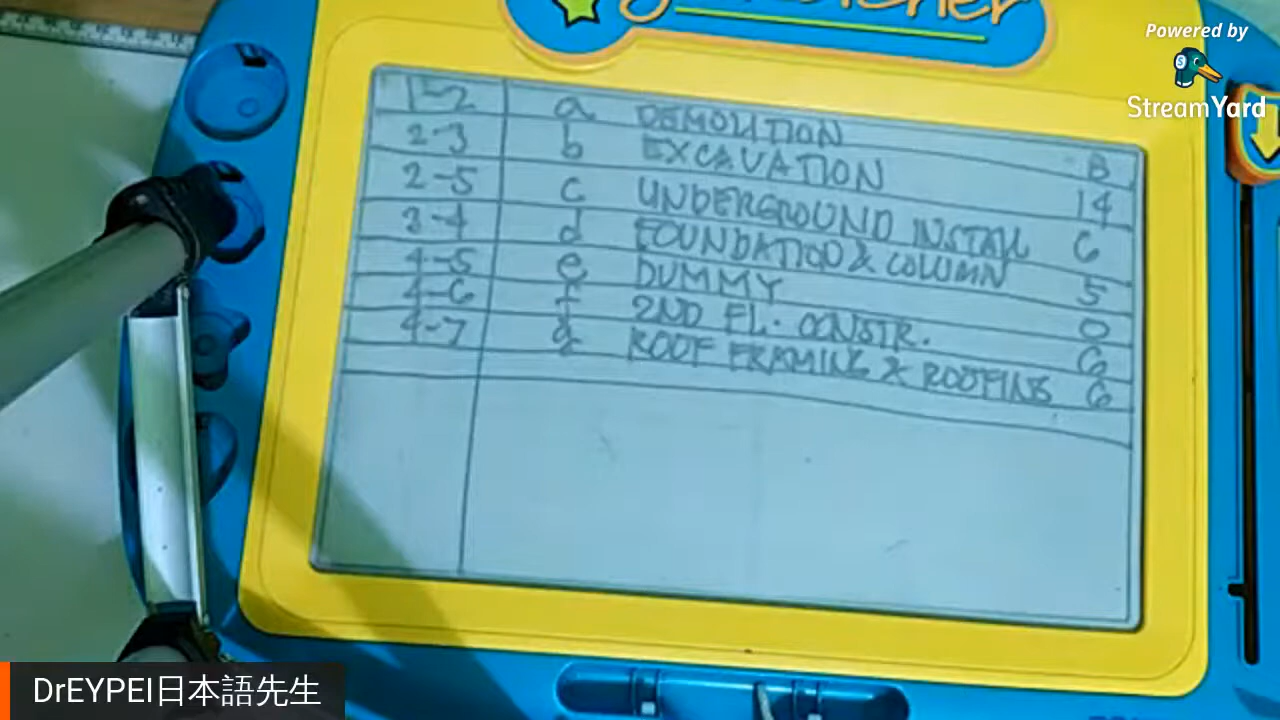 Powered by
StreamYard
1-2 a DEMOLITION B
2-3 b EXCAVATION 14
2-5 c UNDERGROUND INSTALL 6
3-4 d FOUNDATION & COLUMN 5
4-5 e DUMMY 0
4-6 f 2ND FL. CONSTR. 6
4-7 g ROOF FRAMING & ROOFING 6
DrEYPEI日本語先生